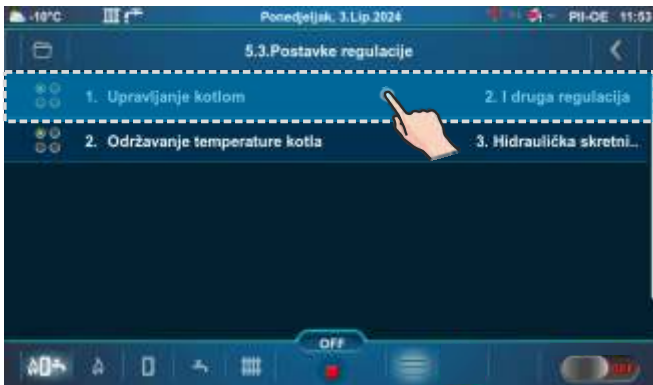 -10°C Ponedjeljak, 3.Lip.2024 PII-OE 11:53
5.3.Postavke regulacije
1. Upravljanje kotlom 2. I druga regulacija
2. Održavanje temperature kotla 3. Hidraulička skretni..
OFF
OFF